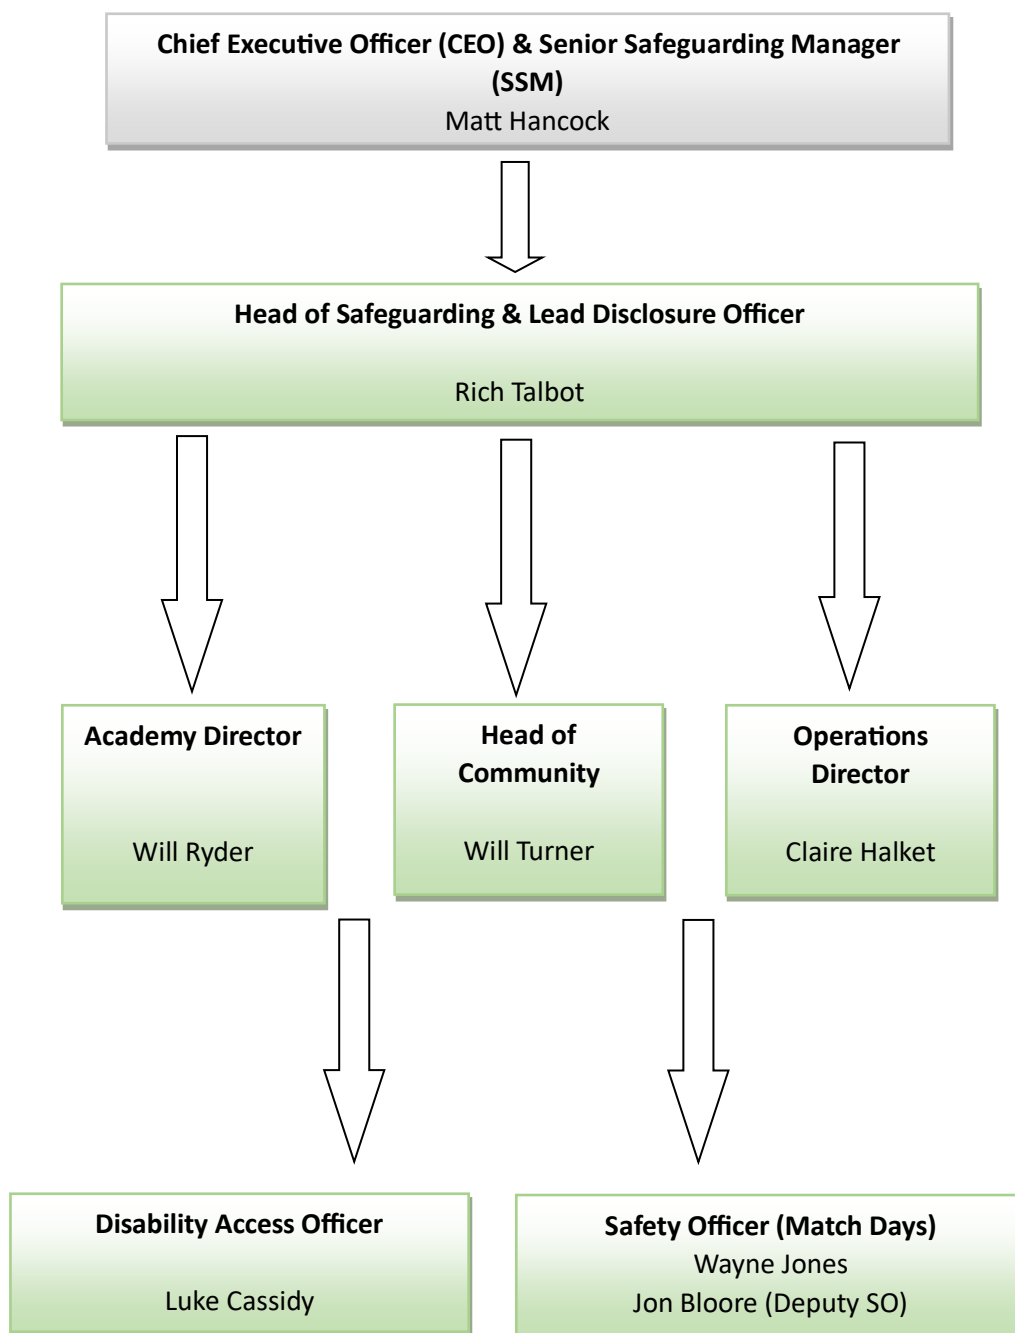 Chief Executive Officer (CEO) & Senior Safeguarding Manager
(SSM)
Matt Hancock
Head of Safeguarding & Lead Disclosure Officer
Rich Talbot
Academy Director
Will Ryder
Head of
Community
Will Turner
Operations
Director
Claire Halket
Disability Access Officer
Luke Cassidy
Safety Officer (Match Days)
Wayne Jones
Jon Bloore (Deputy SO)